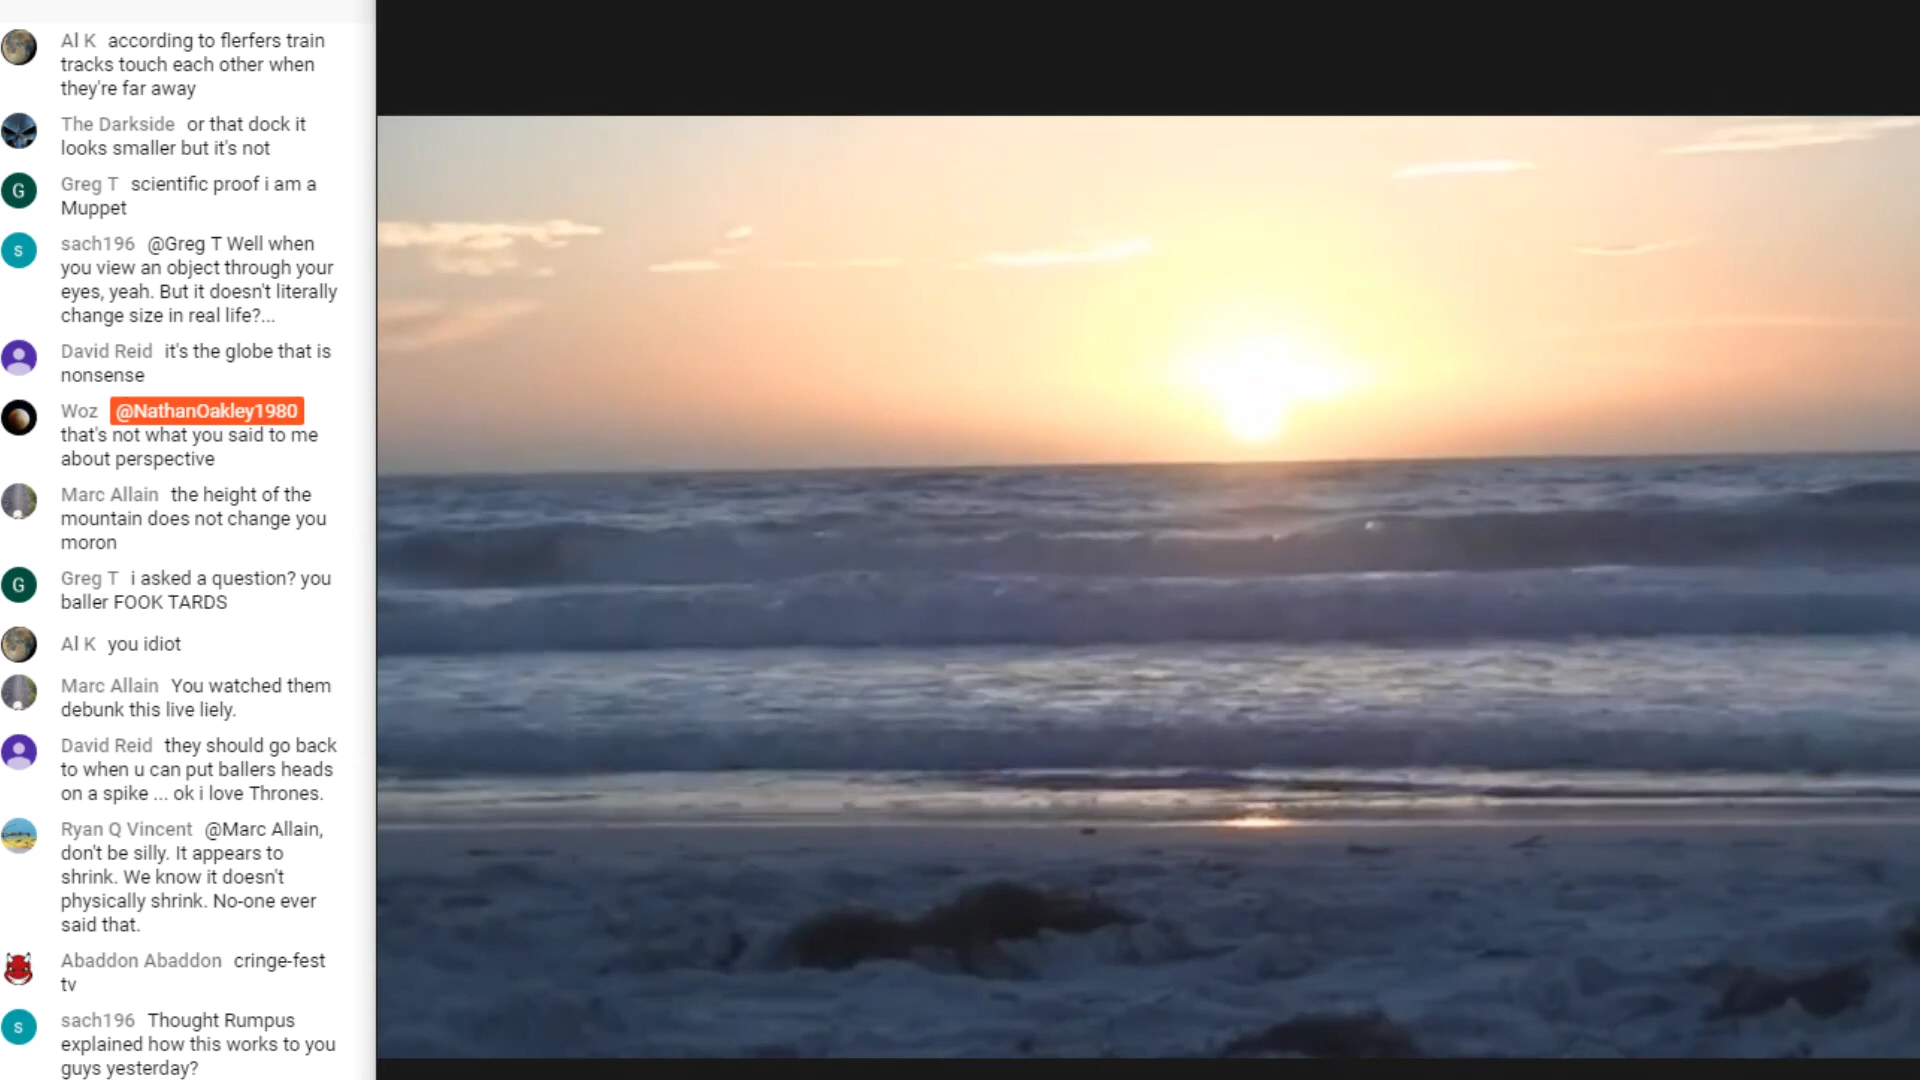 Al K according to flerfers train
tracks touch each other when
they're far away
The Darkside or that dock it
looks smaller but it's not
G
Greg T scientific proof i am a
Muppet
s
sach196 @Greg T Well when
you view an object through your
eyes, yeah. But it doesn't literally
change size in real life?...
David Reid it's the globe that is
nonsense
Woz @NathanOakley1980
that's not what you said to me
about perspective
Marc Allain the height of the
mountain does not change you
moron
G
Greg T i asked a question? you
baller FOOK TARDS
Al K you idiot
Marc Allain You watched them
debunk this live liely.
David Reid they should go back
to when u can put ballers heads
on a spike ... ok i love Thrones.
Ryan Q Vincent @Marc Allain,
don't be silly. It appears to
shrink. We know it doesn't
physically shrink. No-one ever
said that.
Abaddon Abaddon cringe-fest
tv
s
sach196 Thought Rumpus
explained how this works to you
guys yesterday?